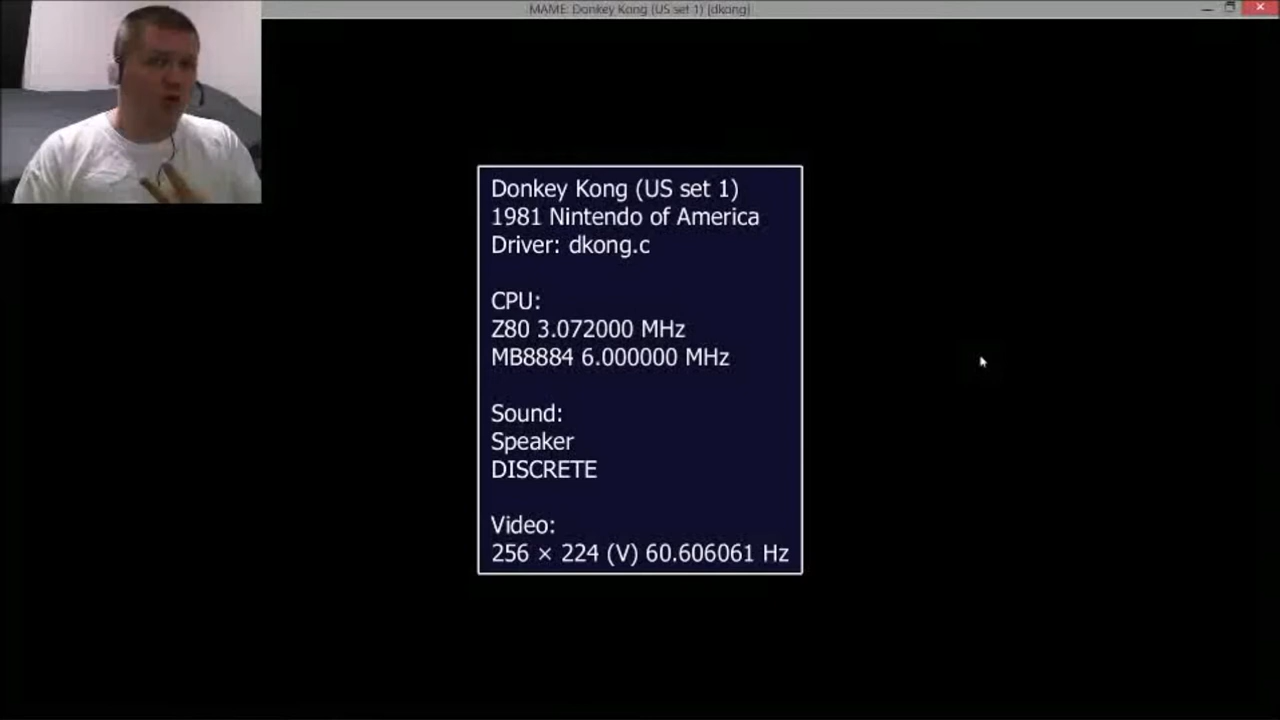 MAME: Donkey Kong (US set 1) [dkong]
Donkey Kong (US set 1)
1981 Nintendo of America
Driver: dkong.c
CPU:
Z80 3.072000 MHz
MB8884 6.000000 MHz
Sound:
Speaker
DISCRETE
Video:
256 × 224 (V) 60.606061 Hz